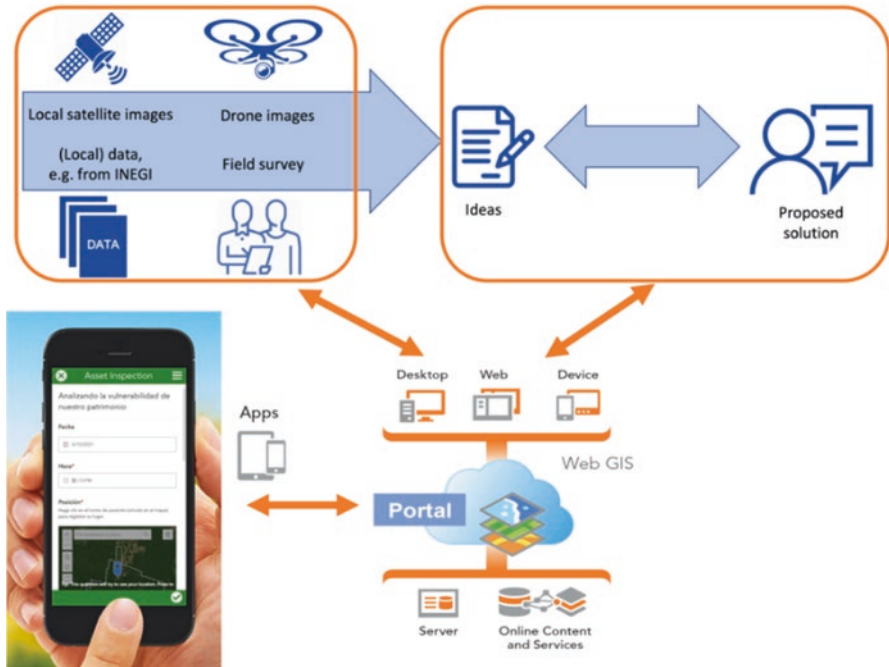 Local satellite images
Drone images
(Local) data,
e.g. from INEGI
Field survey
DATA
Ideas
Proposed
solution
Asset Inspection
Analizando la vulnerabilidad de
nuestro patrimonio
Fecha
Hora*
Posición*
Apps
Desktop
Web
Device
Web GIS
Portal
Server
Online Content
and Services